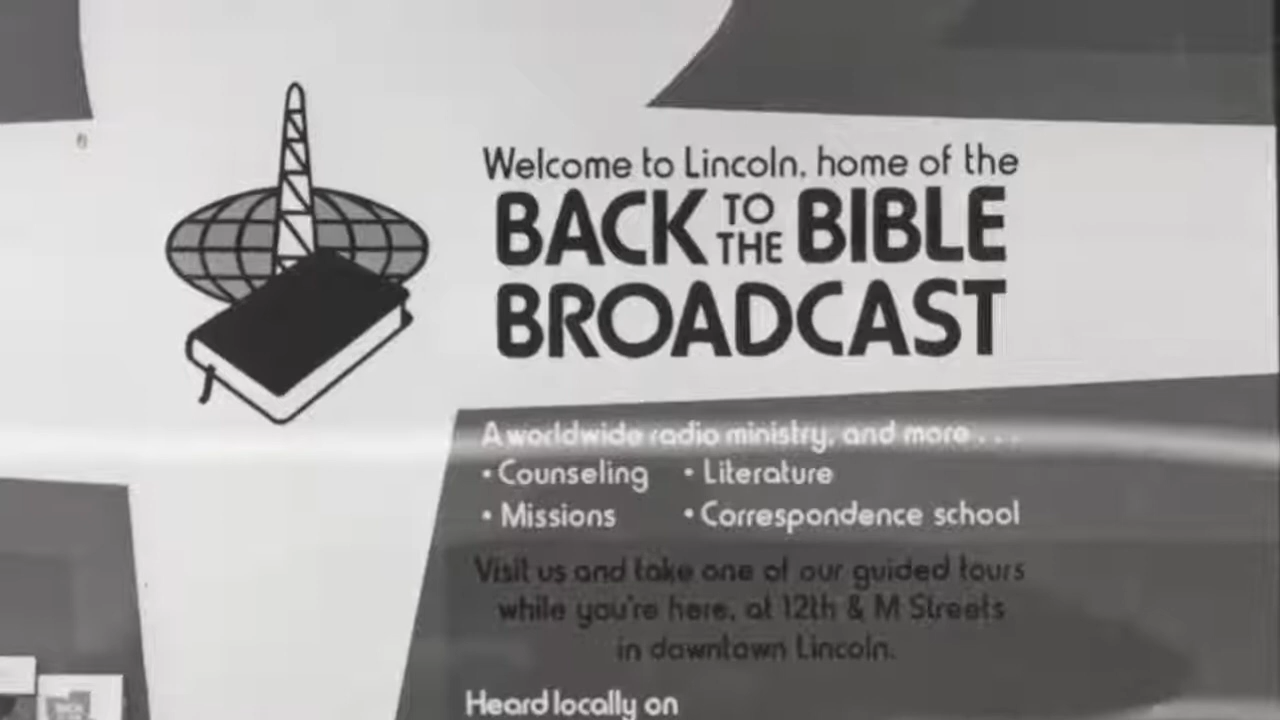 Welcome to Lincoln, home of the
BACK TO THE BIBLE
BROADCAST
A worldwide radio ministry, and more . . .
• Counseling • Literature
• Missions • Correspondence school
Visit us and take one of our guided tours
while you're here, at 12th & M Streets
in downtown Lincoln.
Heard locally on